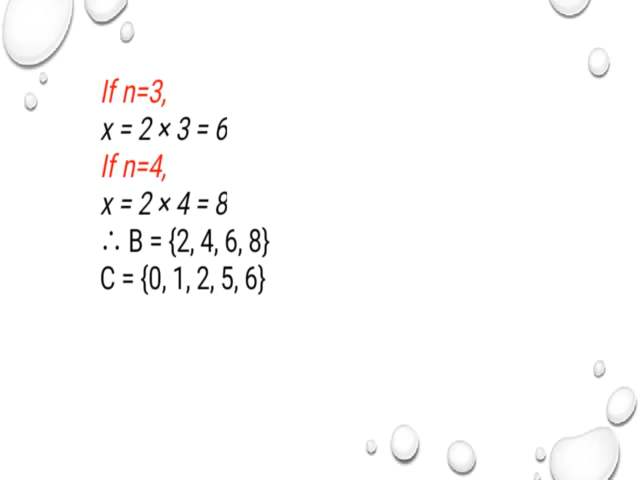 If n=3,
x = 2 × 3 = 6
If n=4,
x = 2 × 4 = 8
∴ B = {2, 4, 6, 8}
C = {0, 1, 2, 5, 6}